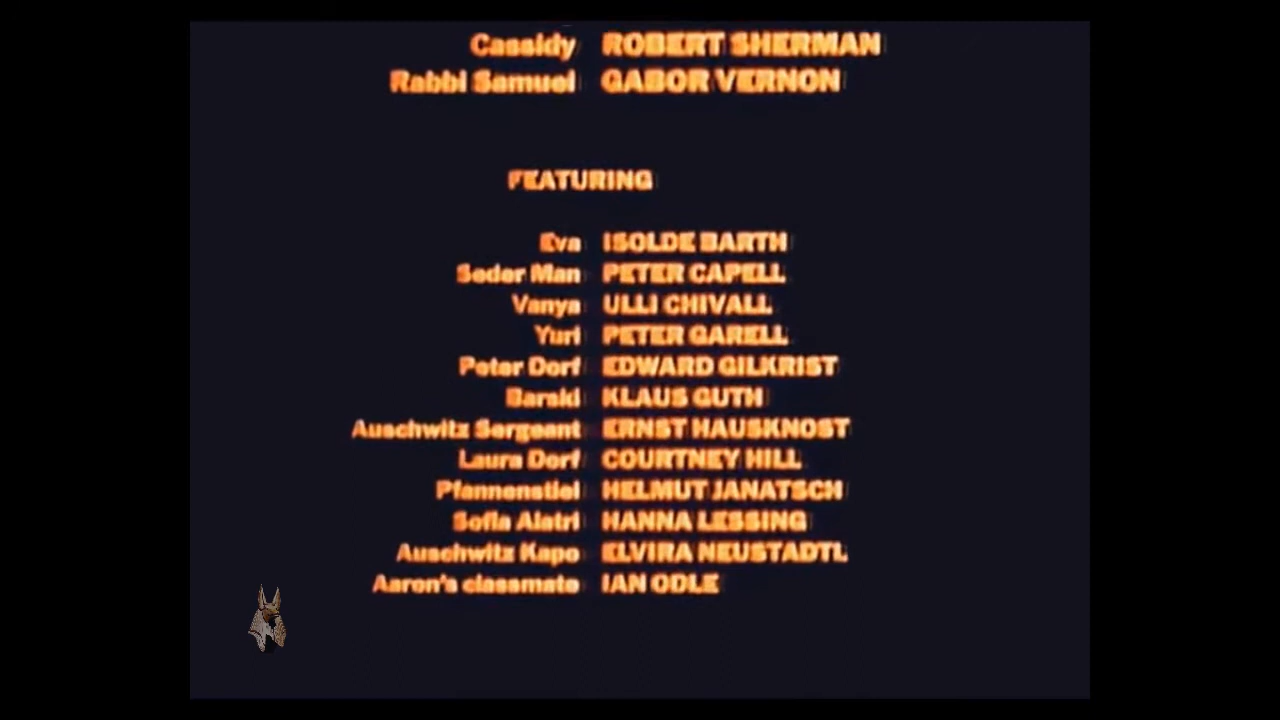 Cassidy ROBERT SHERMAN
Rabbi Samuel GABOR VERNON
FEATURING
Eva ISOLDE BARTH
Seder Man PETER CAPELL
Vanya ULLI CHIVALL
Yuri PETER GARELL
Peter Dorf EDWARD GILKRIST
Barski KLAUS GUTH
Auschwitz Sergeant ERNST HAUSKNOST
Laura Dorf COURTNEY HILL
Pfannenstiel HELMUT JANATSCH
Sofia Alatri HANNA LESSING
Auschwitz Kapo ELVIRA NEUSTADTL
Aaron's classmate IAN ODLE